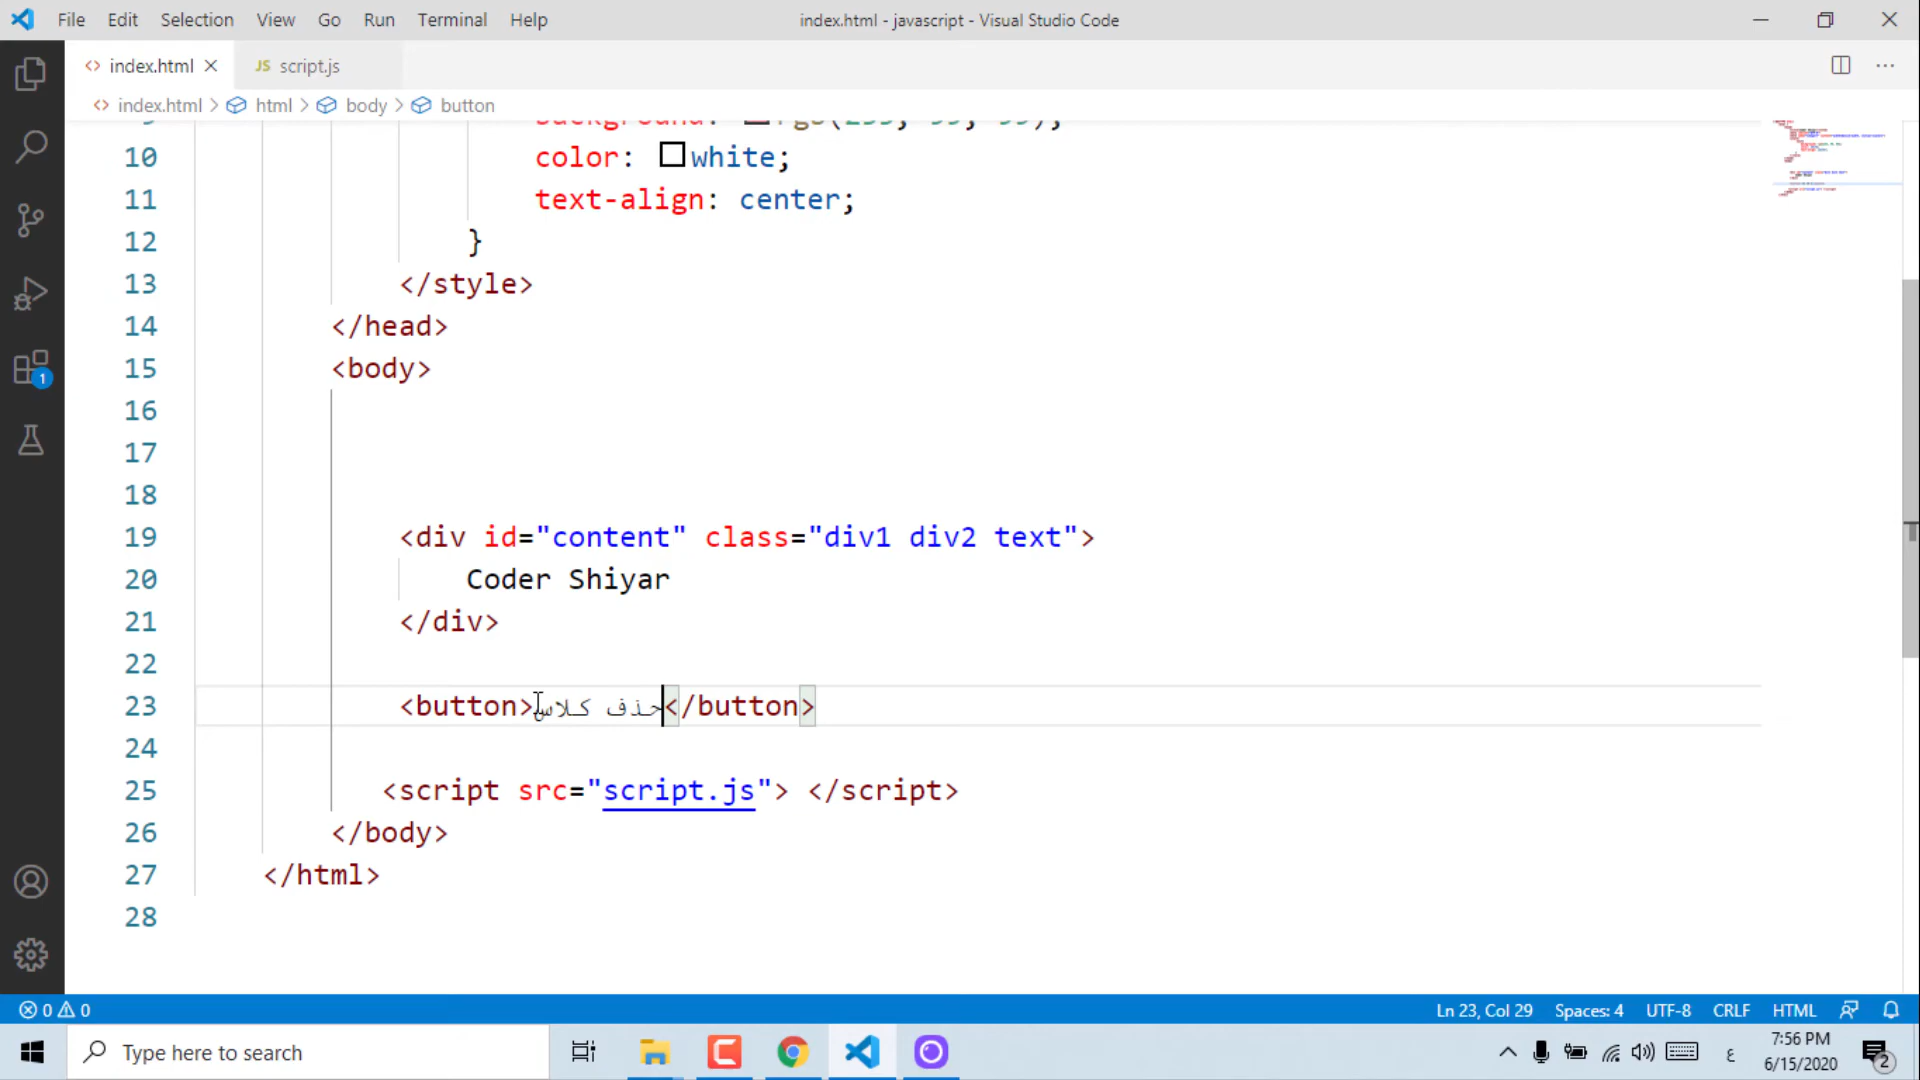 File Edit Selection View Go Run Terminal Help
index.html - javascript - Visual Studio Code
index.html
JS script.js
index.html > html > body > button
10 color: white;
11 text-align: center;
12 }
13 </style>
14 </head>
15 <body>
16
17
18
19 <div id="content" class="div1 div2 text">
20 Coder Shiyar
21 </div>
22
23 <button>حذف كلاس</button>
24
25 <script src="script.js"> </script>
26 </body>
27 </html>
28
1
0 0
Ln 23, Col 29 Spaces: 4 UTF-8 CRLF HTML
Type here to search
ع
7:56 PM
6/15/2020
2